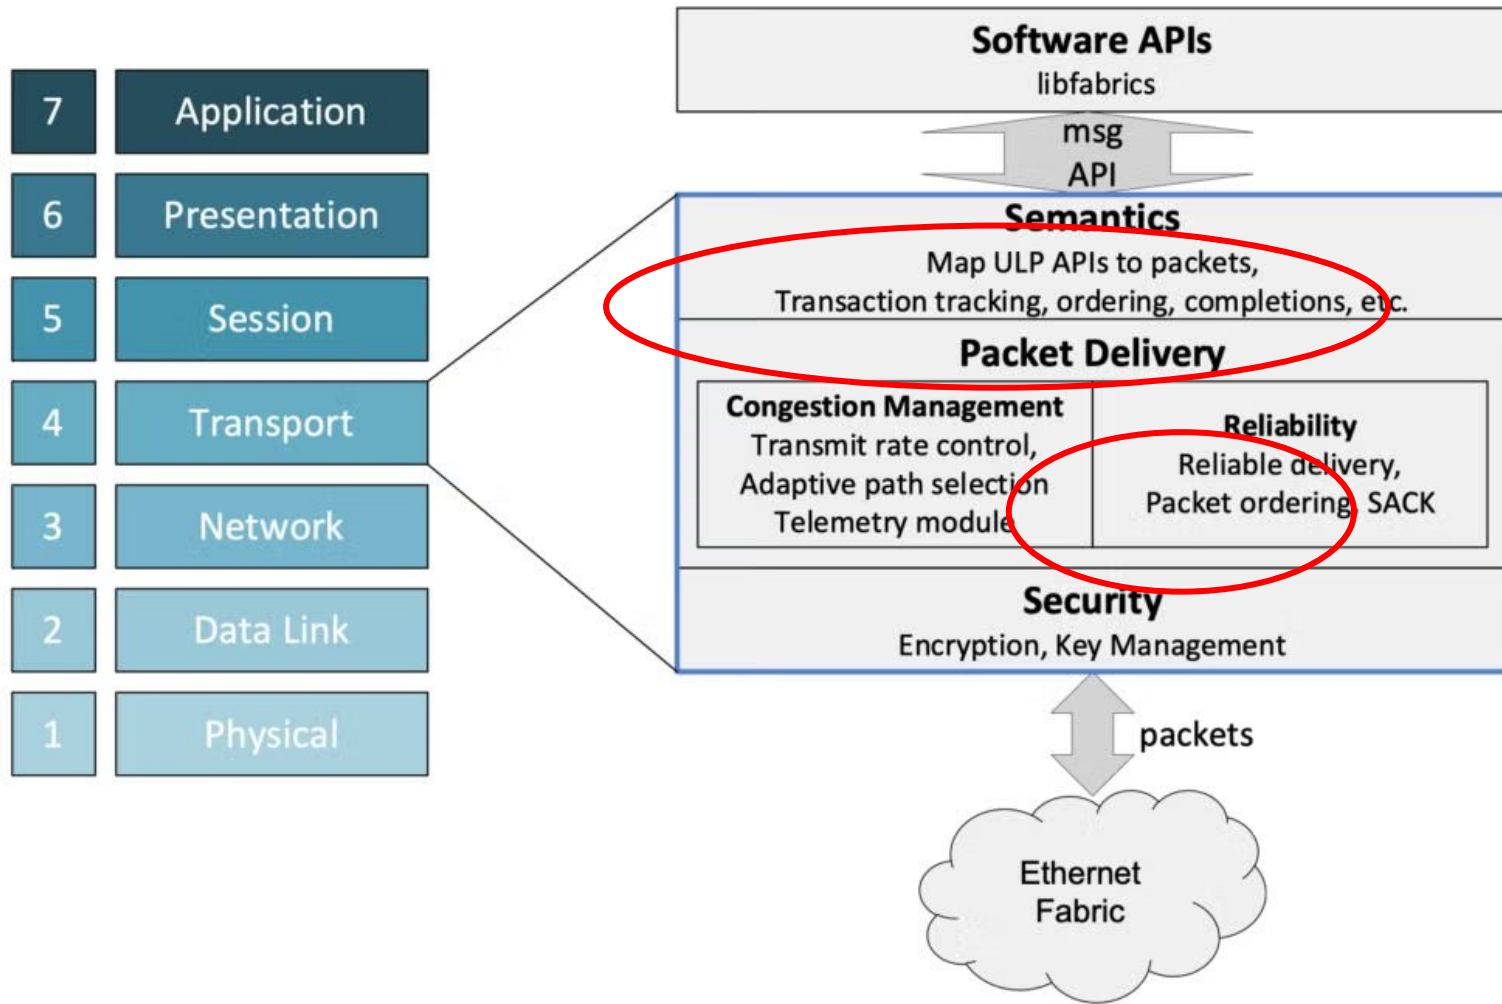 7
Application
6
Presentation
5
Session
4
Transport
3
Network
2
Data Link
1
Physical
Software APIs
libfabrics
msg
API
Semantics
Map ULP APIs to packets,
Transaction tracking, ordering, completions, etc.
Packet Delivery
Congestion Management
Transmit rate control,
Adaptive path selection
Telemetry module
Reliability
Reliable delivery,
Packet ordering, SACK
Security
Encryption, Key Management
packets
Ethernet
Fabric